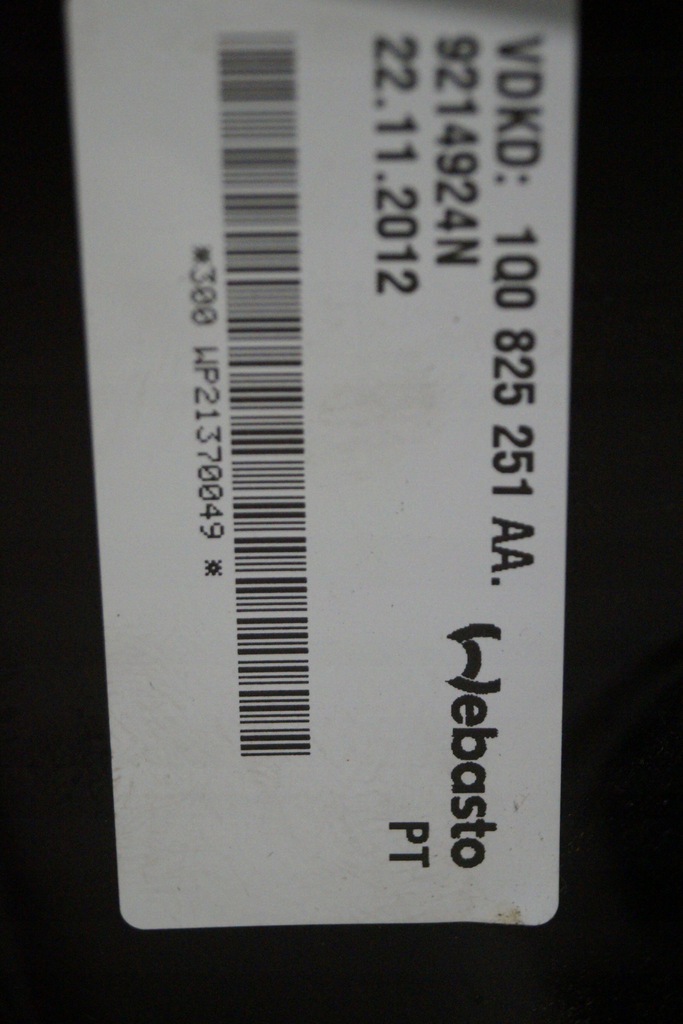 VDKD: 1Q0 825 251 AA.
9214924N
22.11.2012
Webasto
PT
*300 WP21370049 *